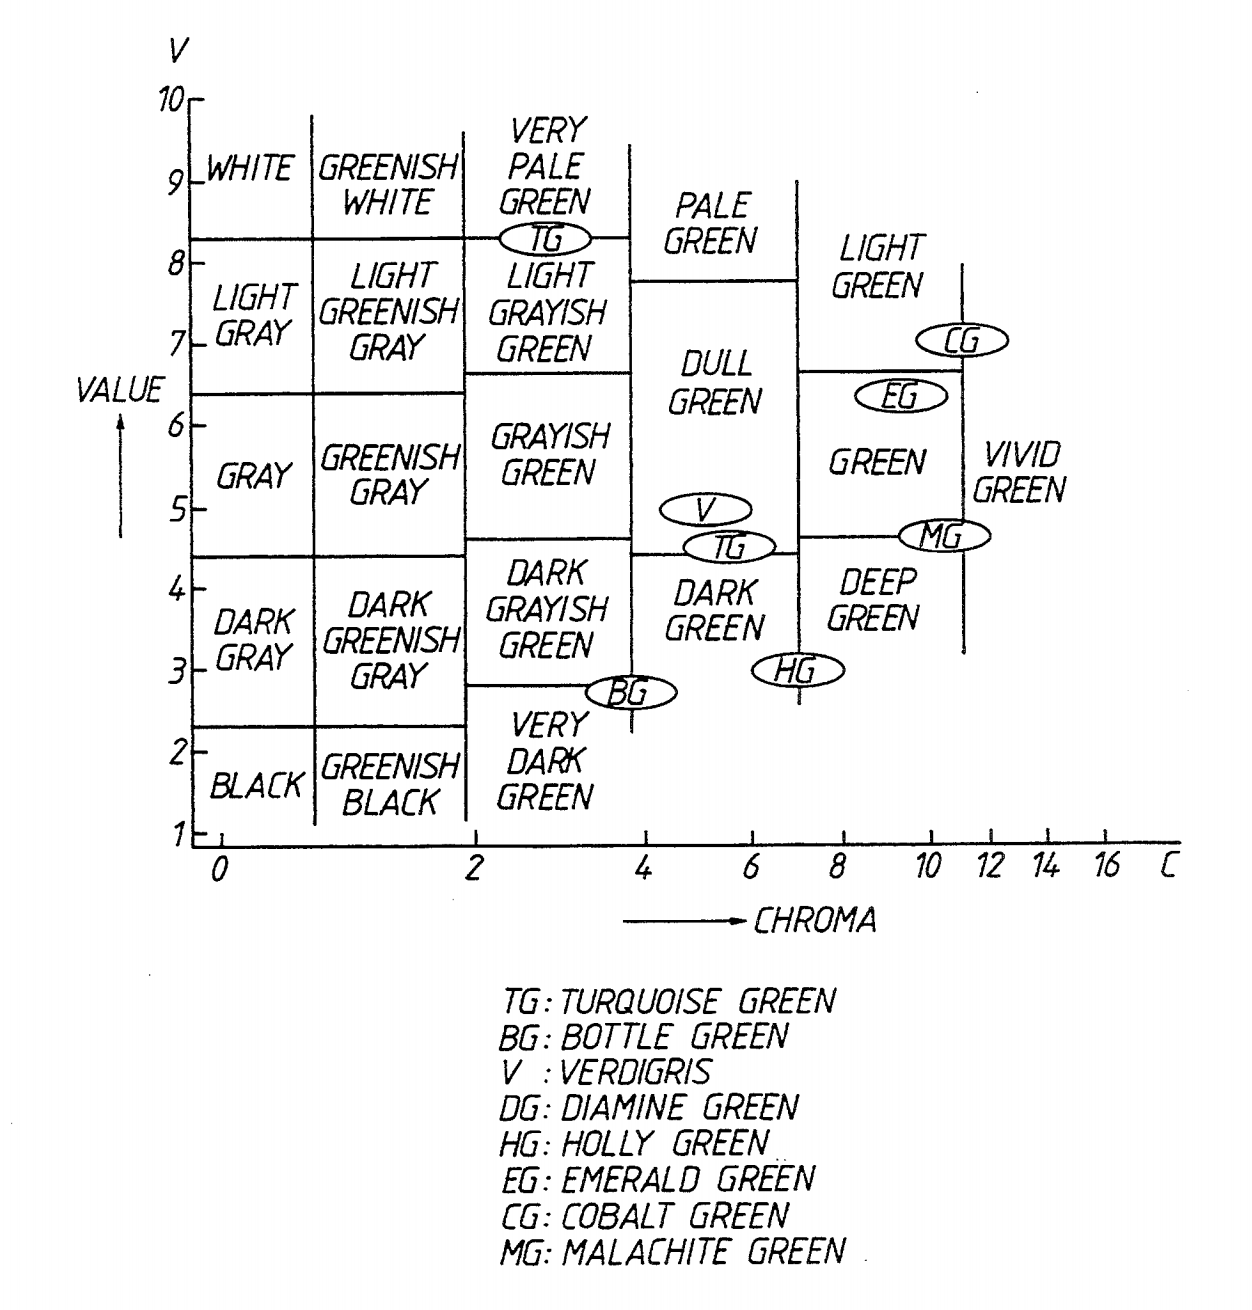 V
10
9
8
7
6
5
4
3
2
1
VALUE
WHITE
GREENISH
WHITE
VERY
PALE
GREEN
TG
PALE
GREEN
LIGHT
GREEN
LIGHT
GRAY
LIGHT
GREENISH
GRAY
LIGHT
GRAYISH
GREEN
DULL
GREEN
CG
EG
GRAY
GREENISH
GRAY
GRAYISH
GREEN
V
TG
GREEN
VIVID
GREEN
MG
DARK
GRAY
DARK
GREENISH
GRAY
DARK
GRAYISH
GREEN
DARK
GREEN
DEEP
GREEN
BG
HG
BLACK
GREENISH
BLACK
VERY
DARK
GREEN
0 2 4 6 8 10 12 14 16 C
CHROMA
TG: TURQUOISE GREEN
BG: BOTTLE GREEN
V : VERDIGRIS
DG: DIAMINE GREEN
HG: HOLLY GREEN
EG: EMERALD GREEN
CG: COBALT GREEN
MG: MALACHITE GREEN